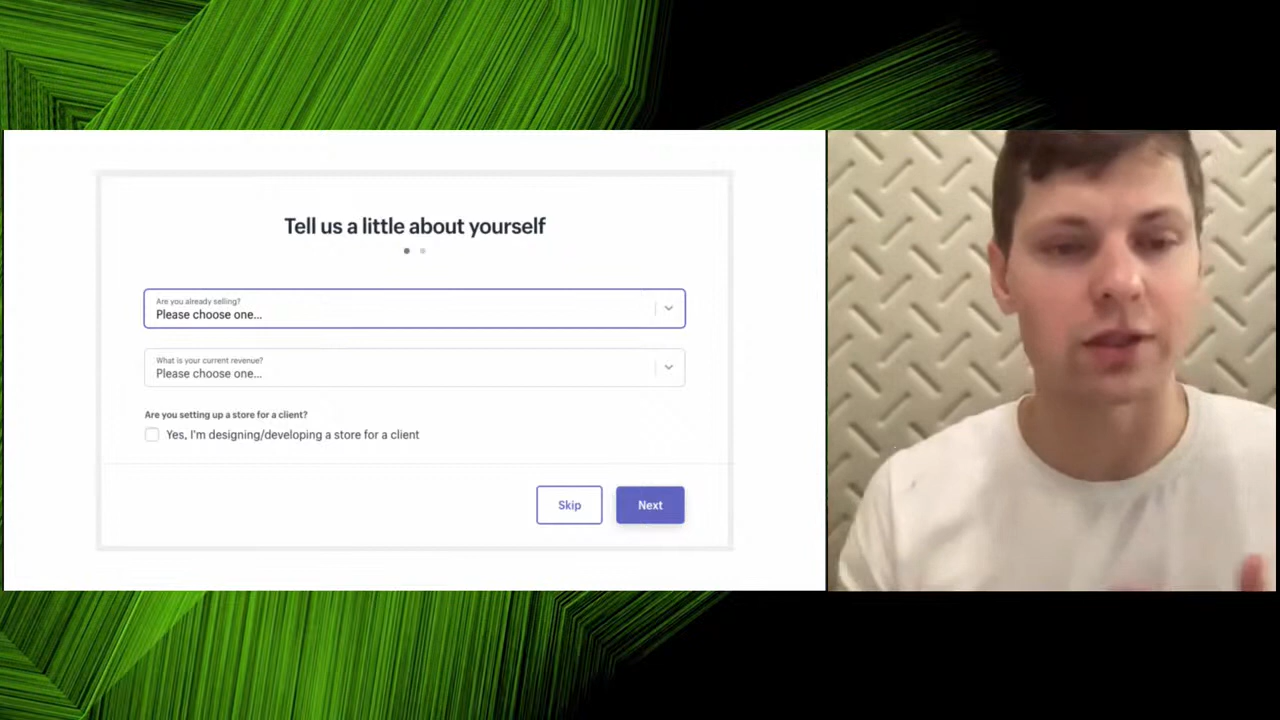 Tell us a little about yourself
Are you already selling?
Please choose one...
What is your current revenue?
Please choose one...
Are you setting up a store for a client?
Yes, I'm designing/developing a store for a client
Skip
Next